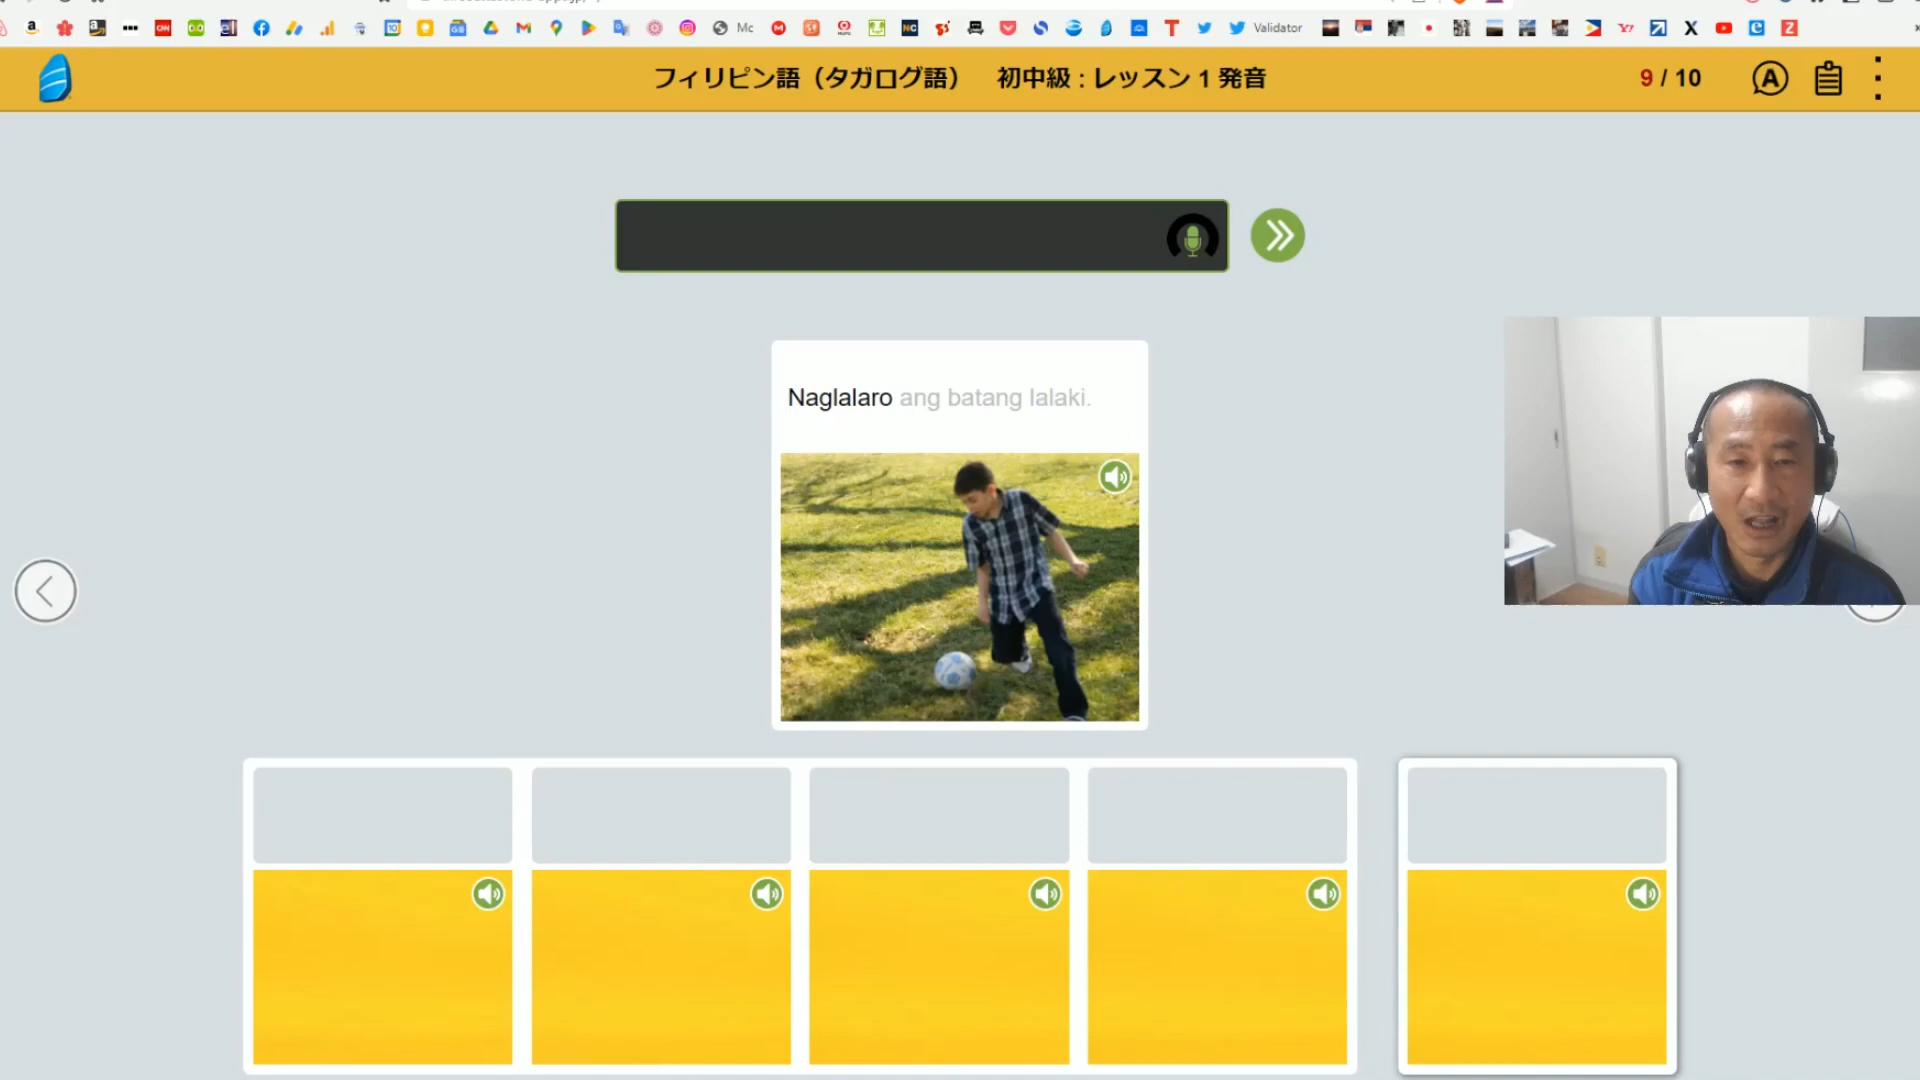 Mc
Validator
フィリピン語（タガログ語） 初中級 : レッスン 1 発音
9 / 10
Naglalaro ang batang lalaki.